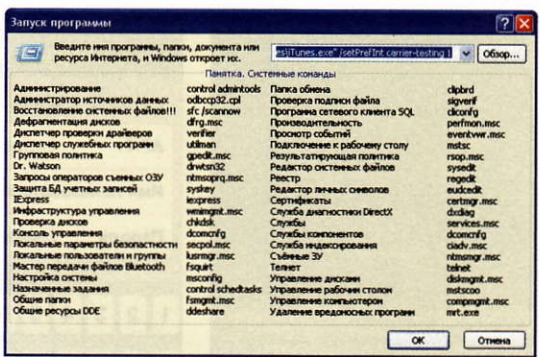 Запуск программы
Введите имя программы, папки, документа или
ресурса Интернета, и Windows откроет их.
es\iTunes.exe" /setPrefInt carrier-testing 1
Обзор...
Памятка. Системные команды
Администрирование control admintools
Администратор источников данных odbccp32.cpl
Восстановление системных файлов!!! sfc /scannow
Дефрагментация дисков dfrg.msc
Диспетчер проверки драйверов verifier
Диспетчер служебных программ utilman
Групповая политика gpedit.msc
Dr. Watson drwtsn32
Запросы операторов съемных ОЗУ ntmsoprq.msc
Защита БД учетных записей syskey
IExpress iexpress
Инфраструктура управления wmimgmt.msc
Проверка дисков chkdsk
Консоль управления dcomcnfg
Локальные параметры безопастности secpol.msc
Локальные пользователи и группы lusrmgr.msc
Мастер передачи файлов Bluetooth fsquirt
Настройка системы msconfig
Назначенные задания control schedtasks
Общие папки fsmgmt.msc
Общие ресурсы DDE ddeshare
Папка обмена clipbrd
Проверка подписи файла sigverif
Программа сетевого клиента SQL cliconfg
Производительность perfmon.msc
Просмотр событий eventvwr.msc
Подключение к рабочему столу mstsc
Результатирующая политика rsop.msc
Редактор системных файлов sysedit
Реестр regedit
Редактор личных символов eudcedit
Сертификаты certmgr.msc
Служба диагностики DirectX dxdiag
Службы services.msc
Службы компонентов dcomcnfg
Служба индексирования ciadv.msc
Съёмные ЗУ ntmsmgr.msc
Телнет telnet
Управление дисками diskmgmt.msc
Управление рабочим столом mstscoo
Управление компьютером compmgmt.msc
Удаление вредоносных программ mrt.exe
ОК
Отмена